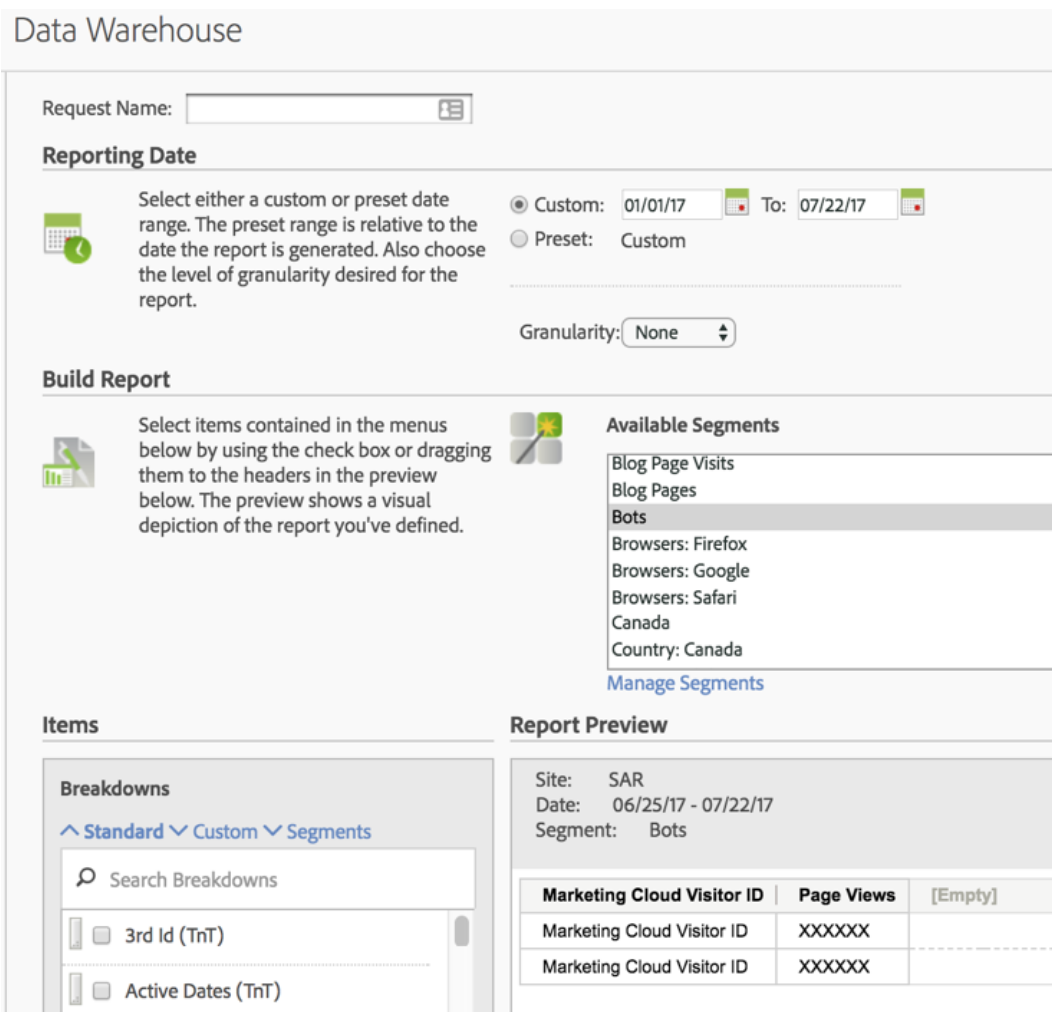 Data Warehouse
Request Name:
Reporting Date
Select either a custom or preset date
range. The preset range is relative to the
date the report is generated. Also choose
the level of granularity desired for the
report.
Custom: 01/01/17 To: 07/22/17
Preset: Custom
Granularity: None
Build Report
Select items contained in the menus
below by using the check box or dragging
them to the headers in the preview
below. The preview shows a visual
depiction of the report you've defined.
Available Segments
Blog Page Visits
Blog Pages
Bots
Browsers: Firefox
Browsers: Google
Browsers: Safari
Canada
Country: Canada
Manage Segments
Items
Breakdowns
Standard Custom Segments
Search Breakdowns
3rd Id (TnT)
Active Dates (TnT)
Report Preview
Site: SAR
Date: 06/25/17 - 07/22/17
Segment: Bots
Marketing Cloud Visitor ID Page Views [Empty]
Marketing Cloud Visitor ID XXXXXX
Marketing Cloud Visitor ID XXXXXX